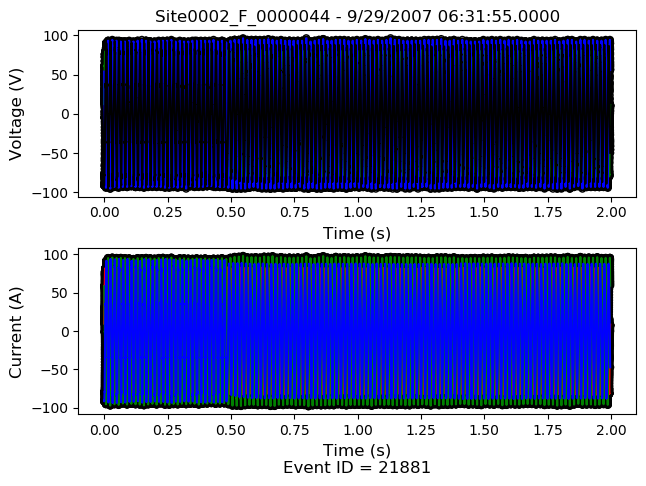 Site0002_F_0000044 - 9/29/2007 06:31:55.0000
Voltage (V)
100
50
0
−50
−100
0.00 0.25 0.50 0.75 1.00 1.25 1.50 1.75 2.00
Time (s)
Current (A)
100
50
0
−50
−100
0.00 0.25 0.50 0.75 1.00 1.25 1.50 1.75 2.00
Time (s)
Event ID = 21881